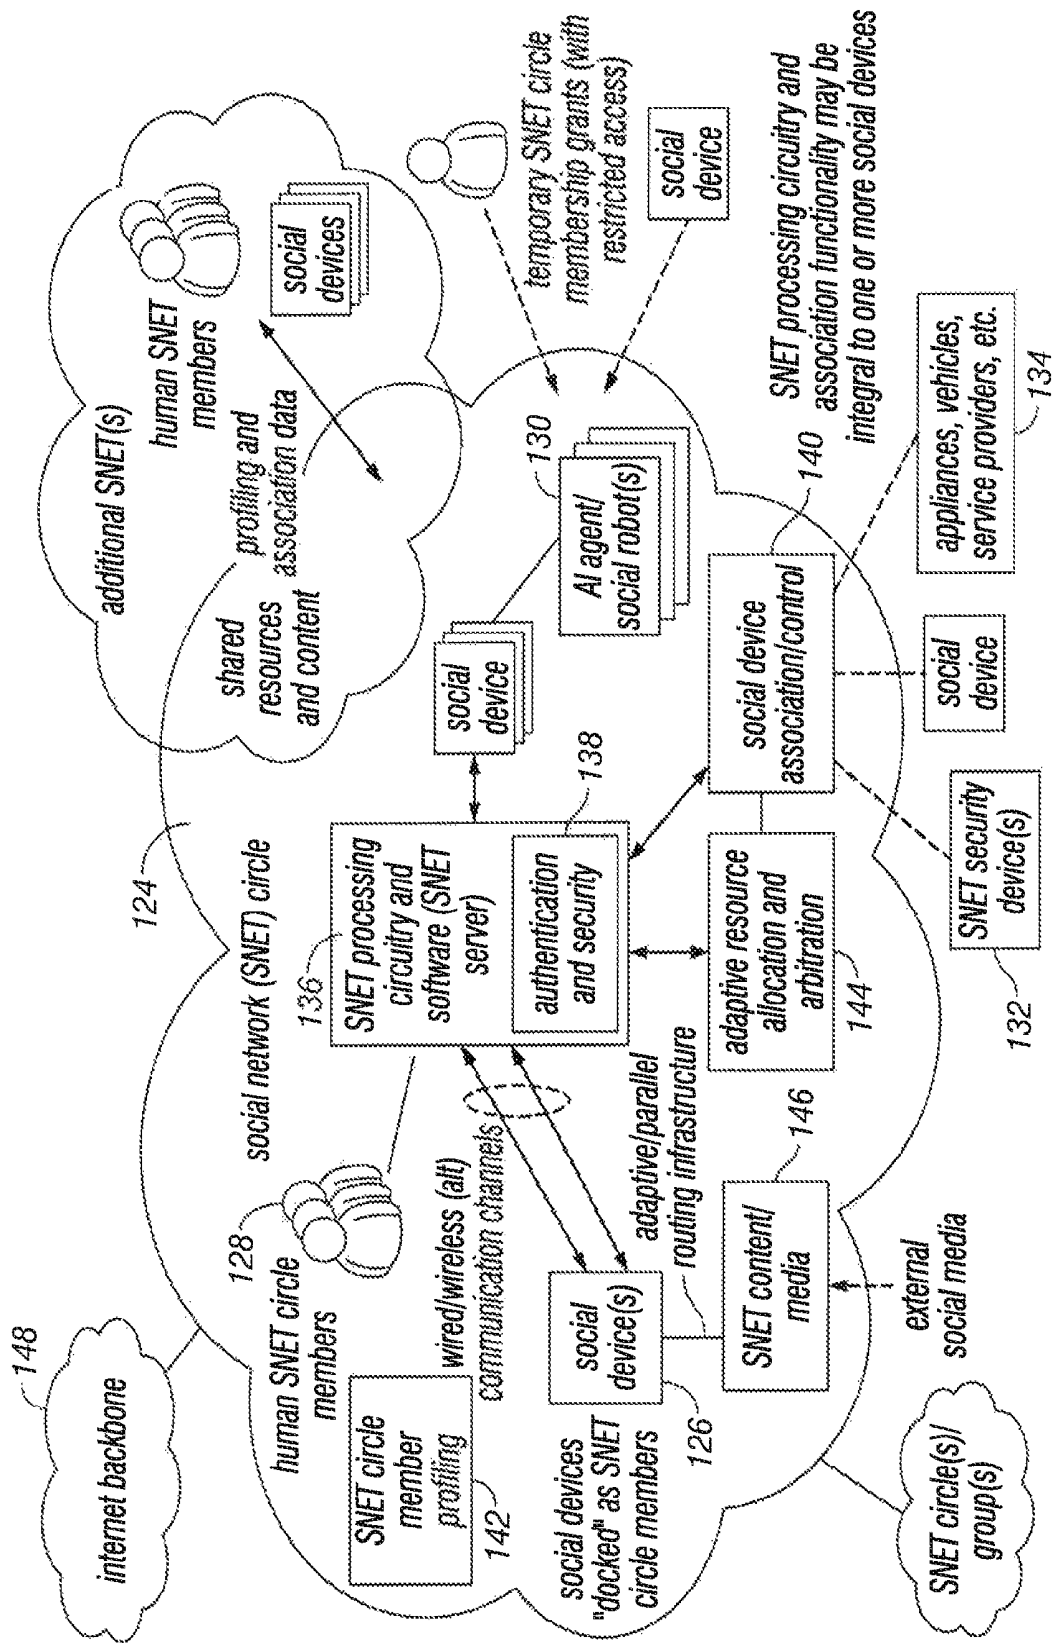 148
internet backbone
additional SNET(s)
human SNET
members
social
devices
profiling and
association data
shared
resources
and content
124
social network (SNET) circle
128
human SNET circle
members
SNET circle
member
profiling
142
wired/wireless (alt)
communication channels
136
SNET processing
circuitry and
software (SNET
server)
authentication
and security
138
social
device
130
AI agent/
social robot(s)
temporary SNET circle
membership grants (with
restricted access)
social
device
social devices
"docked" as SNET
circle members
social
device(s)
126
adaptive/parallel
routing infrastructure
SNET content/
media
146
external
social media
adaptive resource
allocation and
arbitration
144
social device
association/control
140
SNET processing circuitry and
association functionality may be
integral to one or more social devices
SNET circle(s)/
group(s)
SNET security
device(s)
132
social
device
appliances, vehicles,
service providers, etc.
134